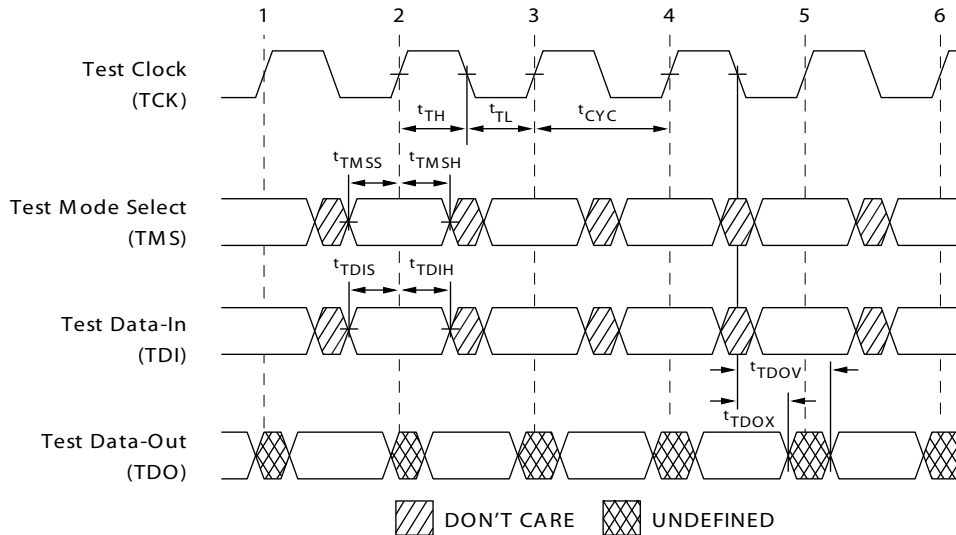 1 2 3 4 5 6
Test Clock
(TCK)
tTH tTL tCYC
tTMSS tTMSH
Test Mode Select
(TMS)
tTDIS tTDIH
Test Data-In
(TDI)
tTDOV
tTDOX
Test Data-Out
(TDO)
DON'T CARE UNDEFINED